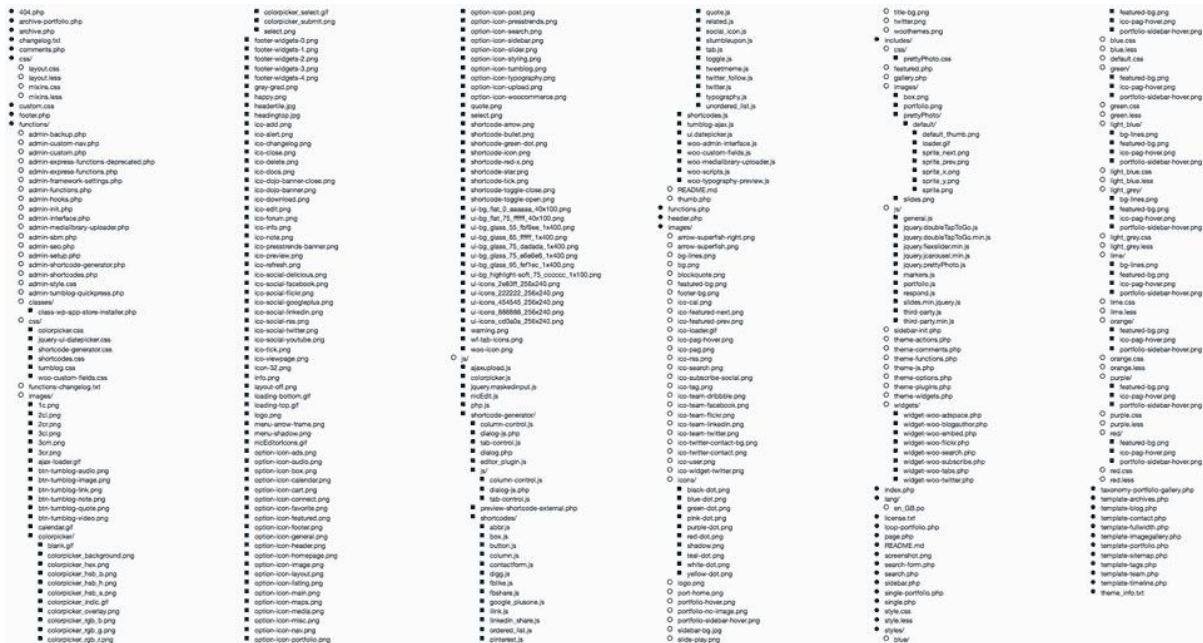 404.php
archive-portfolio.php
archive.php
changelog.txt
comments.php
css/
layout.css
layout.less
mixins.css
mixins.less
custom.css
footer.php
functions/
admin-backup.php
admin-custom-nav.php
admin-custom.php
admin-express-functions-deprecated.php
admin-express-functions.php
admin-framework-settings.php
admin-functions.php
admin-hooks.php
admin-init.php
admin-interface.php
admin-medialibrary-uploader.php
admin-sbm.php
admin-seo.php
admin-setup.php
admin-shortcode-generator.php
admin-shortcodes.php
admin-style.css
admin-tumblog-quickpress.php
classes/
class-wp-app-store-installer.php
css/
colorpicker.css
jquery-ui-datepicker.css
shortcode-generator.css
shortcodes.css
tumblog.css
woo-custom-fields.css
functions-changelog.txt
images/
1c.png
2cl.png
2cr.png
3cl.png
3cm.png
3cr.png
ajax-loader.gif
btn-tumblog-audio.png
btn-tumblog-image.png
btn-tumblog-link.png
btn-tumblog-note.png
btn-tumblog-quote.png
btn-tumblog-video.png
calendar.gif
colorpicker/
blank.gif
colorpicker_background.png
colorpicker_hex.png
colorpicker_hsb_b.png
colorpicker_hsb_h.png
colorpicker_hsb_s.png
colorpicker_indic.gif
colorpicker_overlay.png
colorpicker_rgb_b.png
colorpicker_rgb_g.png
colorpicker_rgb_r.png
colorpicker_select.gif
colorpicker_submit.png
select.png
footer-widgets-0.png
footer-widgets-1.png
footer-widgets-2.png
footer-widgets-3.png
footer-widgets-4.png
gray-grad.png
happy.png
headertile.jpg
headingtop.jpg
ico-add.png
ico-alert.png
ico-changelog.png
ico-close.png
ico-delete.png
ico-docs.png
ico-dojo-banner-close.png
ico-dojo-banner.png
ico-download.png
ico-edit.png
ico-forum.png
ico-info.png
ico-note.png
ico-presstrends-banner.png
ico-preview.png
ico-refresh.png
ico-social-delicious.png
ico-social-facebook.png
ico-social-flickr.png
ico-social-googleplus.png
ico-social-linkedin.png
ico-social-rss.png
ico-social-twitter.png
ico-social-youtube.png
ico-tick.png
ico-viewpage.png
icon-32.png
info.png
layout-off.png
loading-bottom.gif
loading-top.gif
logo.png
menu-arrow-frame.png
menu-shadow.png
nicEditorIcons.gif
option-icon-ads.png
option-icon-audio.png
option-icon-box.png
option-icon-calendar.png
option-icon-cart.png
option-icon-connect.png
option-icon-favorite.png
option-icon-featured.png
option-icon-footer.png
option-icon-general.png
option-icon-header.png
option-icon-homepage.png
option-icon-image.png
option-icon-layout.png
option-icon-listing.png
option-icon-main.png
option-icon-maps.png
option-icon-media.png
option-icon-misc.png
option-icon-nav.png
option-icon-portfolio.png
option-icon-post.png
option-icon-presstrends.png
option-icon-search.png
option-icon-sidebar.png
option-icon-slider.png
option-icon-styling.png
option-icon-tumblog.png
option-icon-typography.png
option-icon-upload.png
option-icon-woocommerce.png
quote.png
select.png
shortcode-arrow.png
shortcode-bullet.png
shortcode-green-dot.png
shortcode-icon.png
shortcode-red-x.png
shortcode-star.png
shortcode-tick.png
shortcode-toggle-close.png
shortcode-toggle-open.png
ui-bg_flat_0_aaaaaa_40x100.png
ui-bg_flat_75_ffffff_40x100.png
ui-bg_glass_55_fbf9ee_1x400.png
ui-bg_glass_65_ffffff_1x400.png
ui-bg_glass_75_dadada_1x400.png
ui-bg_glass_75_e6e6e6_1x400.png
ui-bg_glass_95_fef1ec_1x400.png
ui-bg_highlight-soft_75_cccccc_1x100.png
ui-icons_2e83ff_256x240.png
ui-icons_222222_256x240.png
ui-icons_454545_256x240.png
ui-icons_888888_256x240.png
ui-icons_cd0a0a_256x240.png
warning.png
wf-tab-icons.png
woo-icon.png
js/
ajaxupload.js
colorpicker.js
jquery.maskedinput.js
nicEdit.js
php.js
shortcode-generator/
column-control.js
dialog-js.php
tab-control.js
dialog.php
editor_plugin.js
js/
column-control.js
dialog-js.php
tab-control.js
preview-shortcode-external.php
shortcodes/
abbr.js
box.js
button.js
column.js
contactform.js
digg.js
fblike.js
fbshare.js
google_plusone.js
ilink.js
linkedin_share.js
ordered_list.js
pinterest.js
quote.js
related.js
social_icon.js
stumbleupon.js
tab.js
toggle.js
tweetmeme.js
twitter_follow.js
twitter.js
typography.js
unordered_list.js
shortcodes.js
tumblog-ajax.js
ui.datepicker.js
woo-admin-interface.js
woo-custom-fields.js
woo-medialibrary-uploader.js
woo-scripts.js
woo-typography-preview.js
README.md
thumb.php
functions.php
header.php
images/
arrow-superfish-right.png
arrow-superfish.png
bg-lines.png
bg.png
blockquote.png
featured-bg.png
footer-bg.png
ico-cal.png
ico-featured-next.png
ico-featured-prev.png
ico-loader.gif
ico-pag-hover.png
ico-pag.png
ico-rss.png
ico-search.png
ico-subscribe-social.png
ico-tag.png
ico-team-dribbble.png
ico-team-facebook.png
ico-team-flickr.png
ico-team-linkedin.png
ico-team-twitter.png
ico-twitter-contact-bg.png
ico-twitter-contact.png
ico-user.png
ico-widget-twitter.png
icons/
black-dot.png
blue-dot.png
green-dot.png
pink-dot.png
purple-dot.png
red-dot.png
shadow.png
teal-dot.png
white-dot.png
yellow-dot.png
logo.png
port-home.png
portfolio-hover.png
portfolio-no-image.png
portfolio-sidebar-hover.png
sidebar-bg.jpg
slide-play.png
title-bg.png
twitter.png
woothemes.png
includes/
css/
prettyPhoto.css
featured.php
gallery.php
images/
box.png
portfolio.png
prettyPhoto/
default/
default_thumb.png
loader.gif
sprite_next.png
sprite_prev.png
sprite_x.png
sprite_y.png
sprite.png
slides.png
js/
general.js
jquery.doubleTapToGo.js
jquery.doubleTapToGo.min.js
jquery.flexslider.min.js
jquery.jcarousel.min.js
jquery.prettyPhoto.js
markers.js
portfolio.js
respond.js
slides.min.jquery.js
third-party.js
third-party.min.js
sidebar-init.php
theme-actions.php
theme-comments.php
theme-functions.php
theme-js.php
theme-options.php
theme-plugins.php
theme-widgets.php
widgets/
widget-woo-adspace.php
widget-woo-blogauthor.php
widget-woo-embed.php
widget-woo-flickr.php
widget-woo-search.php
widget-woo-subscribe.php
widget-woo-tabs.php
widget-woo-twitter.php
index.php
lang/
en_GB.po
license.txt
loop-portfolio.php
page.php
README.md
screenshot.png
search-form.php
search.php
sidebar.php
single-portfolio.php
single.php
style.css
style.less
styles/
blue/
featured-bg.png
ico-pag-hover.png
portfolio-sidebar-hover.png
blue.css
blue.less
default.css
green/
featured-bg.png
ico-pag-hover.png
portfolio-sidebar-hover.png
green.css
green.less
light_blue/
bg-lines.png
featured-bg.png
ico-pag-hover.png
portfolio-sidebar-hover.png
light_blue.css
light_blue.less
light_grey/
bg-lines.png
featured-bg.png
ico-pag-hover.png
portfolio-sidebar-hover.png
light_grey.css
light_grey.less
lime/
bg-lines.png
featured-bg.png
ico-pag-hover.png
portfolio-sidebar-hover.png
lime.css
lime.less
orange/
featured-bg.png
ico-pag-hover.png
portfolio-sidebar-hover.png
orange.css
orange.less
purple/
featured-bg.png
ico-pag-hover.png
portfolio-sidebar-hover.png
purple.css
purple.less
red/
featured-bg.png
ico-pag-hover.png
portfolio-sidebar-hover.png
red.css
red.less
taxonomy-portfolio-gallery.php
template-archives.php
template-blog.php
template-contact.php
template-fullwidth.php
template-imagegallery.php
template-portfolio.php
template-sitemap.php
template-tags.php
template-team.php
template-timeline.php
theme_info.txt